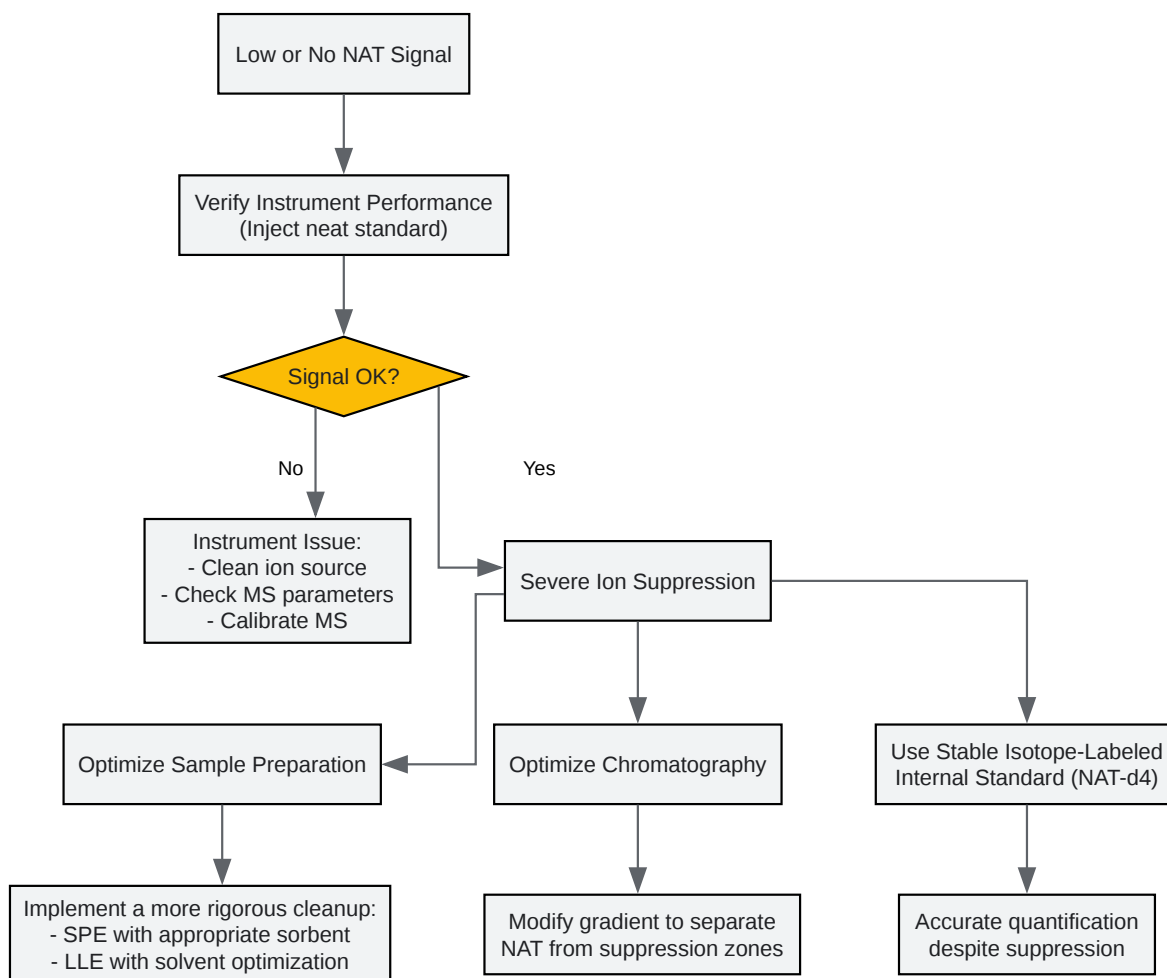 Low or No NAT Signal
Verify Instrument Performance
(Inject neat standard)
Signal OK?
No
Yes
Instrument Issue:
- Clean ion source
- Check MS parameters
- Calibrate MS
Severe Ion Suppression
Optimize Sample Preparation
Optimize Chromatography
Use Stable Isotope-Labeled
Internal Standard (NAT-d4)
Implement a more rigorous cleanup:
- SPE with appropriate sorbent
- LLE with solvent optimization
Modify gradient to separate
NAT from suppression zones
Accurate quantification
despite suppression